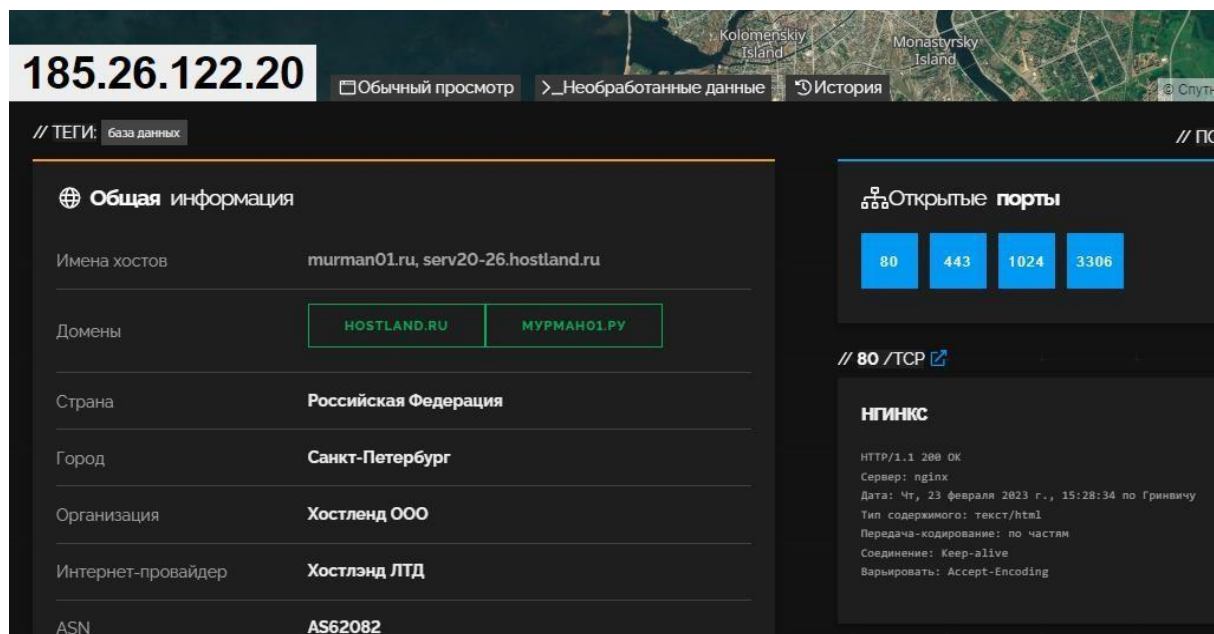 Kolomenskiy
Island
Monastyrsky
Island
185.26.122.20
Обычный просмотр
>_Необработанные данные
История
© Спутн
// ТЕГИ: база данных
// ПО
Общая информация
Имена хостов murman01.ru, serv20-26.hostland.ru
Домены HOSTLAND.RU МУРМАН01.РУ
Страна Российская Федерация
Город Санкт-Петербург
Организация Хостленд ООО
Интернет-провайдер Хостлэнд ЛТД
ASN AS62082
Открытые порты
80 443 1024 3306
// 80 /TCP
НГИНКС
HTTP/1.1 200 OK
Сервер: nginx
Дата: Чт, 23 февраля 2023 г., 15:28:34 по Гринвичу
Тип содержимого: текст/html
Передача-кодирование: по частям
Соединение: Keep-alive
Варьировать: Accept-Encoding